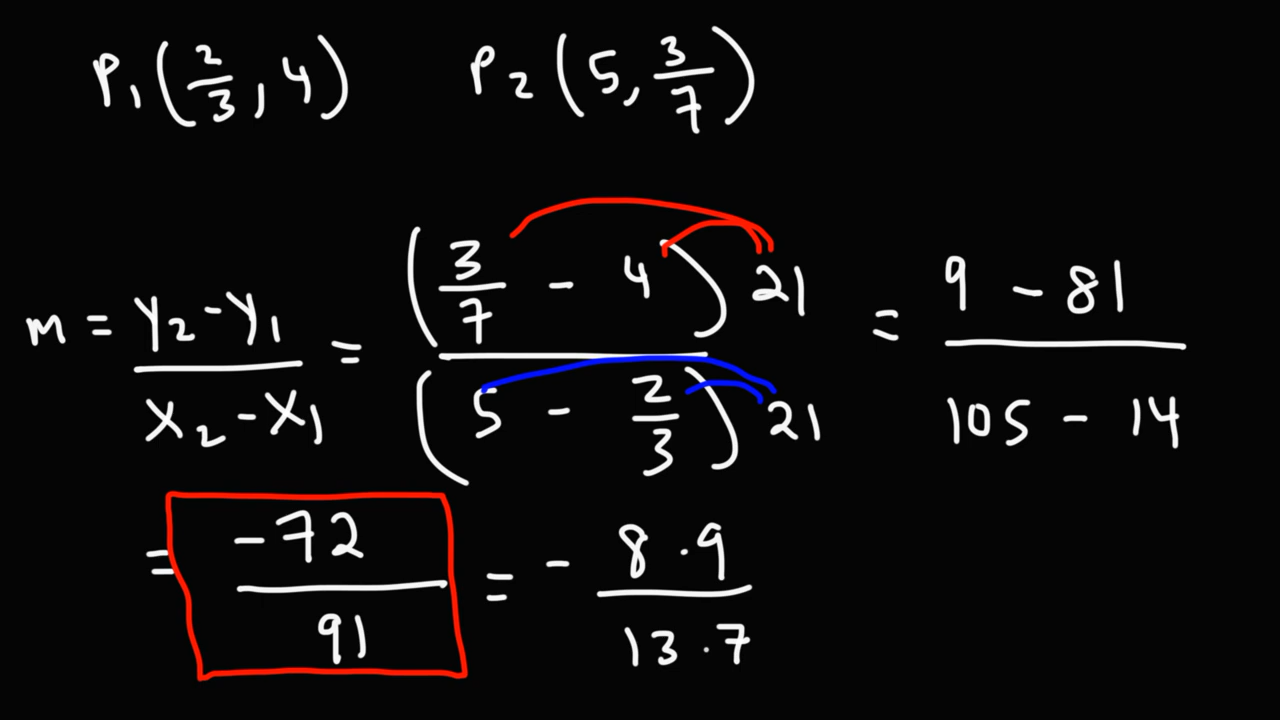 P₁(2/3, 4) P₂(5, 3/7)
m = (y₂ - y₁)/(x₂ - x₁) = ((3/7 - 4) 21)/((5 - 2/3) 21) = (9 - 81)/(105 - 14)
= -72/91 = - (8 · 9)/(13 · 7)